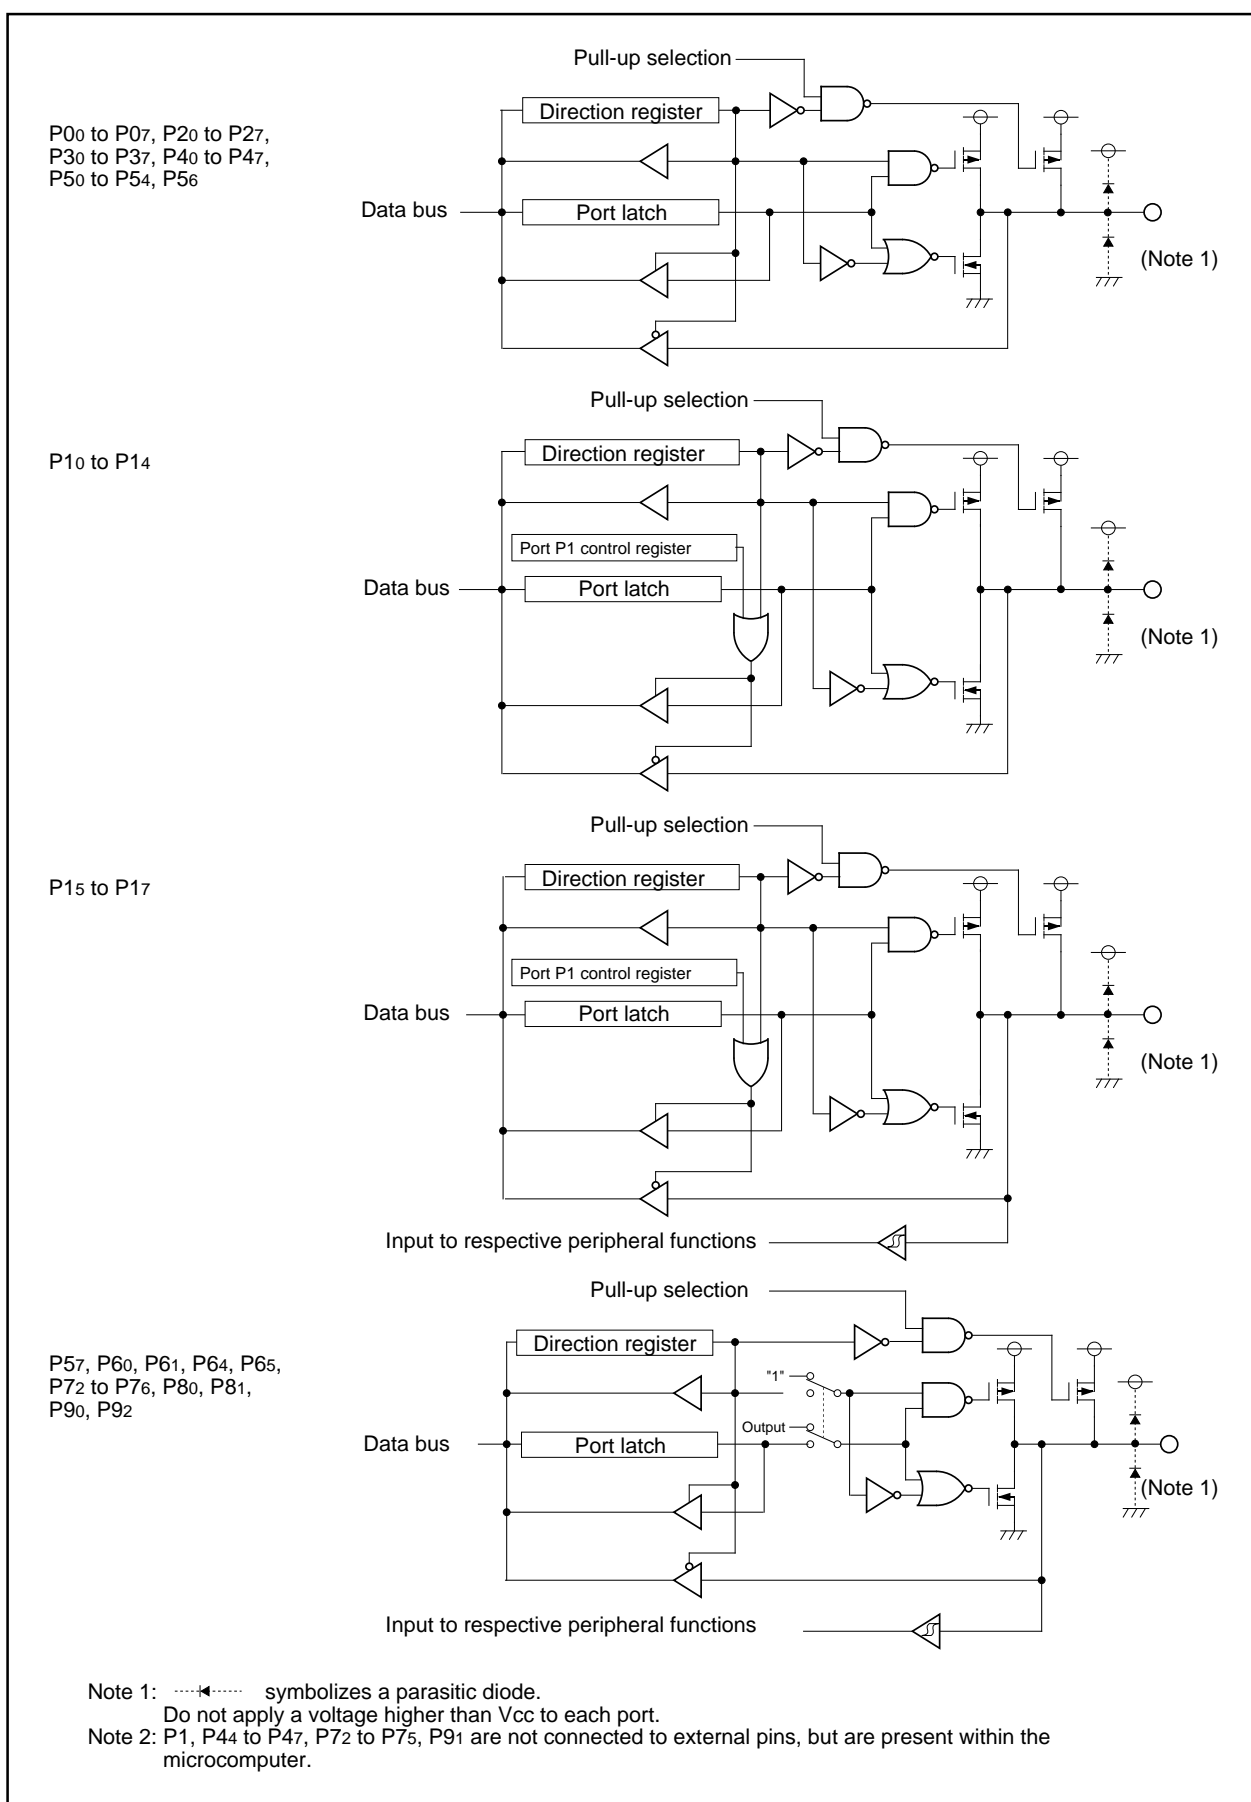 Pull-up selection
Direction register
P00 to P07, P20 to P27,
P30 to P37, P40 to P47,
P50 to P54, P56
Data bus
Port latch
(Note 1)
Pull-up selection
Direction register
P10 to P14
Port P1 control register
Data bus
Port latch
(Note 1)
Pull-up selection
Direction register
P15 to P17
Port P1 control register
Data bus
Port latch
(Note 1)
Input to respective peripheral functions
Pull-up selection
Direction register
P57, P60, P61, P64, P65,
P72 to P76, P80, P81,
P90, P92
"1"
Output
Data bus
Port latch
(Note 1)
Input to respective peripheral functions
Note 1: symbolizes a parasitic diode.
Do not apply a voltage higher than Vcc to each port.
Note 2: P1, P44 to P47, P72 to P75, P91 are not connected to external pins, but are present within the
microcomputer.